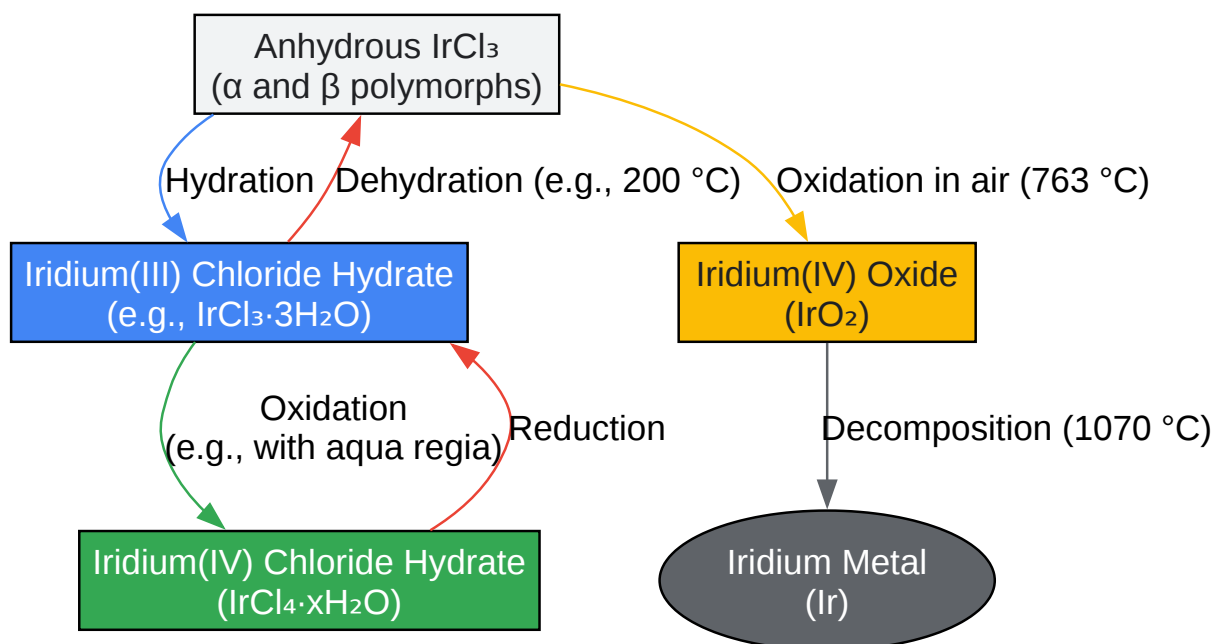 Anhydrous IrCl₃
(α and β polymorphs)
Hydration
Dehydration (e.g., 200 °C)
Oxidation in air (763 °C)
Iridium(III) Chloride Hydrate
(e.g., IrCl₃·3H₂O)
Iridium(IV) Oxide
(IrO₂)
Oxidation
(e.g., with aqua regia)
Reduction
Decomposition (1070 °C)
Iridium(IV) Chloride Hydrate
(IrCl₄·xH₂O)
Iridium Metal
(Ir)